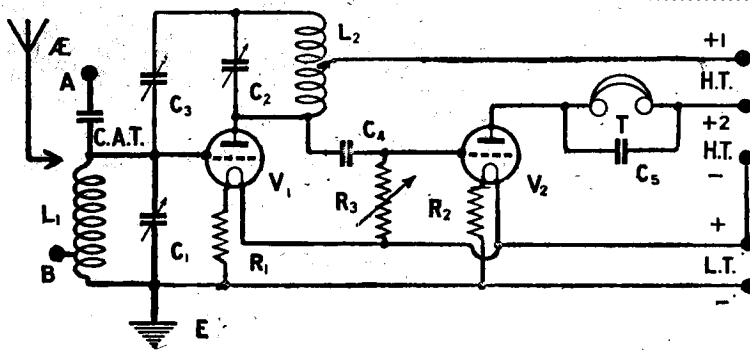 Æ
A
C.A.T.
L₁
B
C₃
C₂
L₂
C₁
V₁
R₁
E
C₄
R₃
R₂
V₂
T
C₅
+1
H.T.
+2
H.T.
-
+
L.T.
-